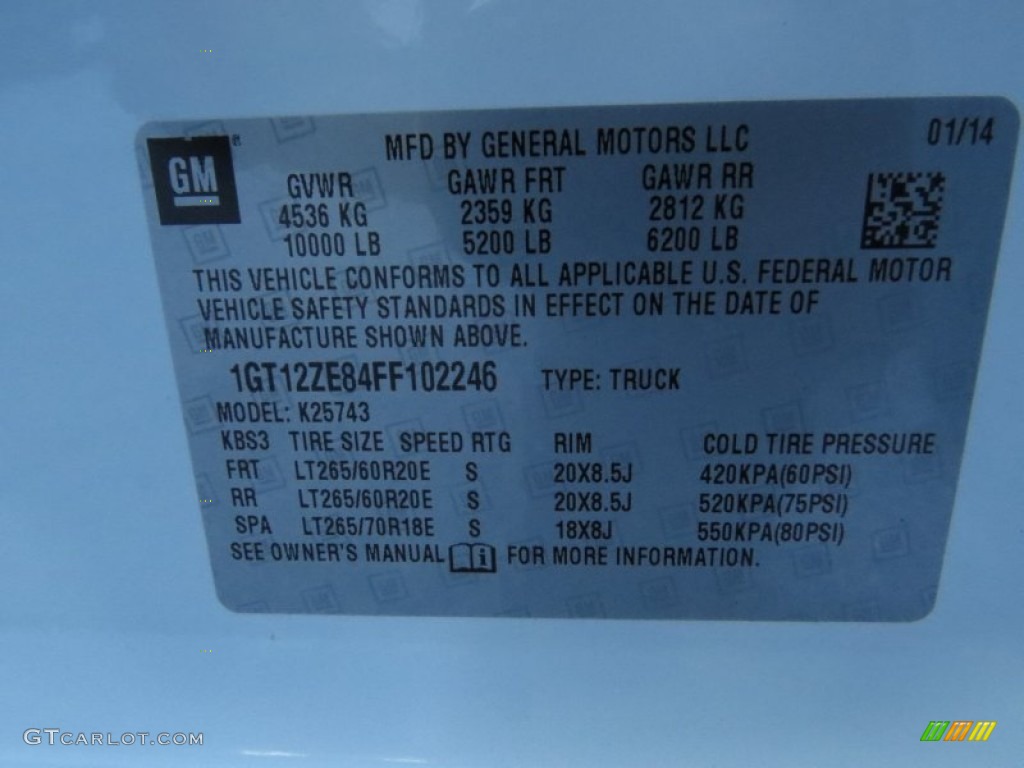 GM
MFD BY GENERAL MOTORS LLC 01/14
GVWR GAWR FRT GAWR RR
4536 KG 2359 KG 2812 KG
10000 LB 5200 LB 6200 LB
THIS VEHICLE CONFORMS TO ALL APPLICABLE U.S. FEDERAL MOTOR
VEHICLE SAFETY STANDARDS IN EFFECT ON THE DATE OF
MANUFACTURE SHOWN ABOVE.
1GT12ZE84FF102246 TYPE: TRUCK
MODEL: K25743
KBS3 TIRE SIZE SPEED RTG RIM COLD TIRE PRESSURE
FRT LT265/60R20E S 20X8.5J 420KPA(60PSI)
RR LT265/60R20E S 20X8.5J 520KPA(75PSI)
SPA LT265/70R18E S 18X8J 550KPA(80PSI)
SEE OWNER'S MANUAL i FOR MORE INFORMATION.
GTCARLOT.COM